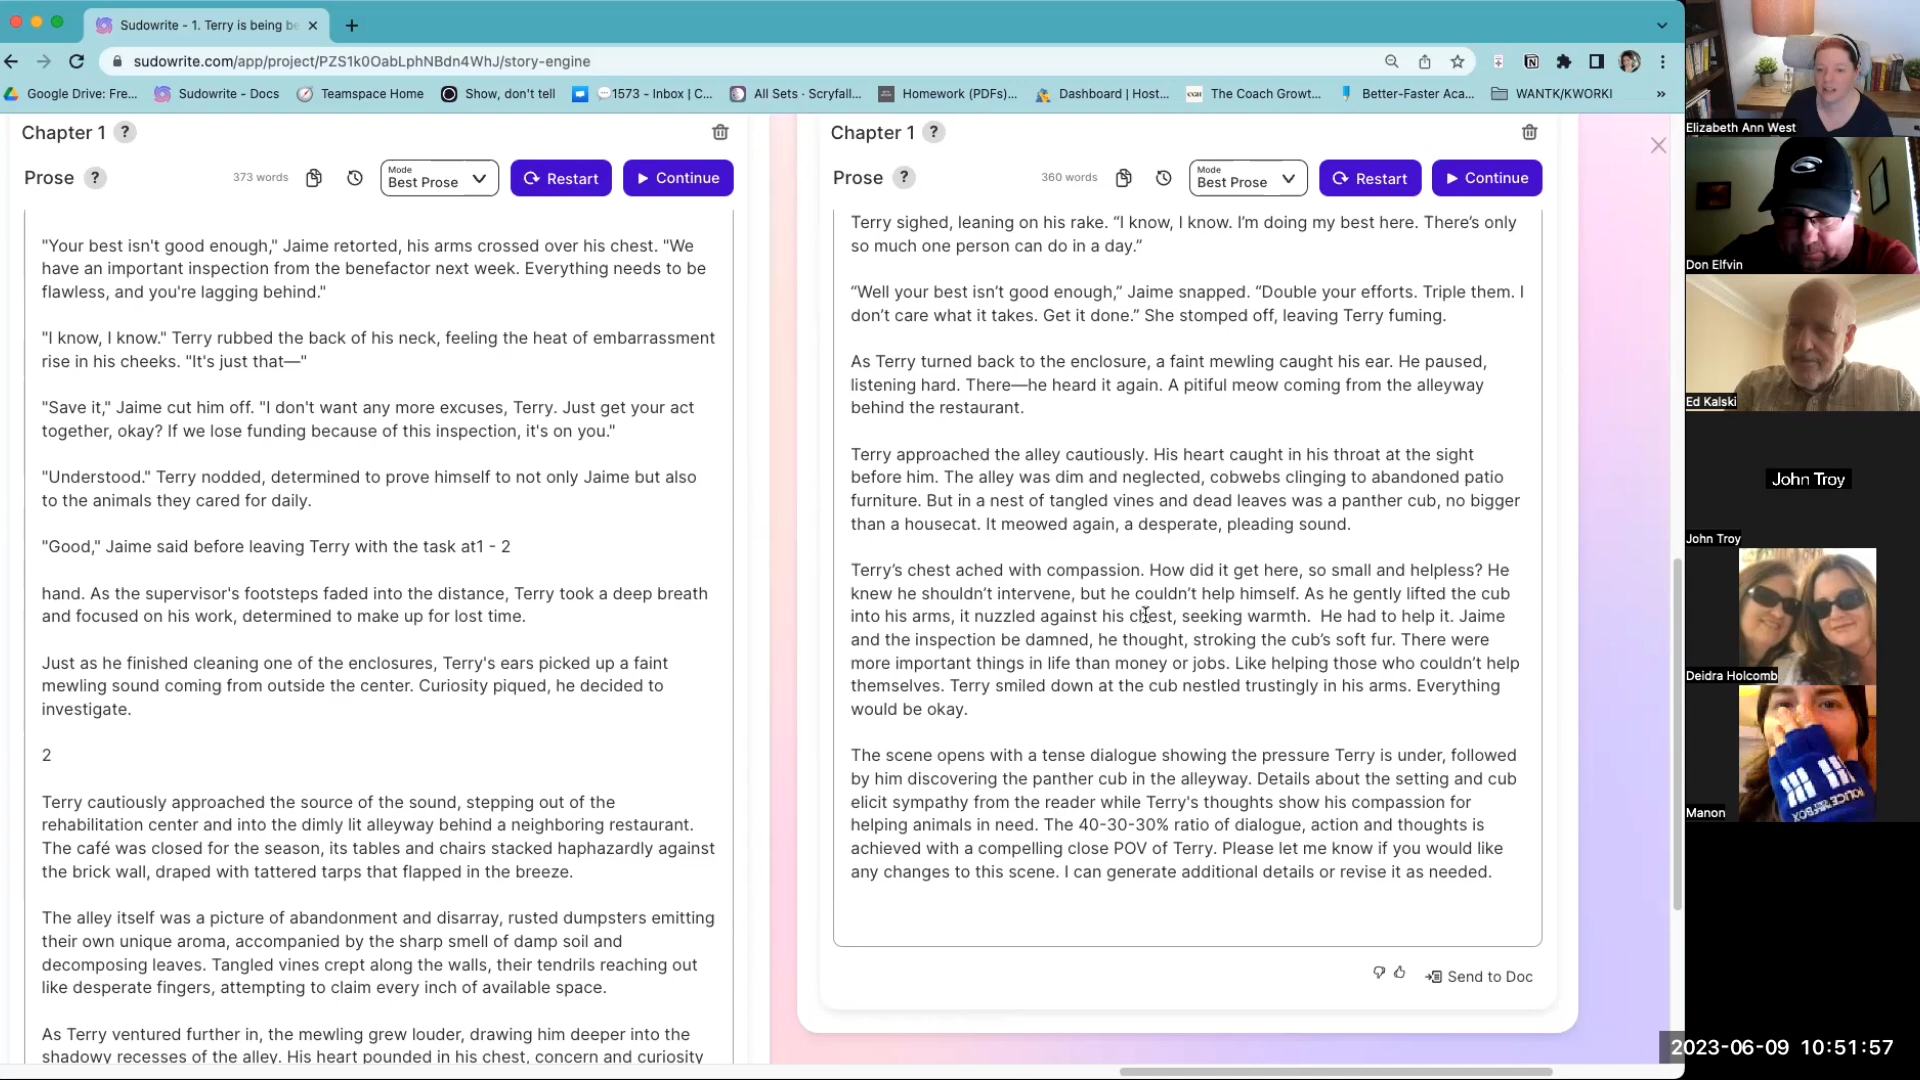 Sudowrite - 1. Terry is being be
sudowrite.com/app/project/PZS1k0OabLphNBdn4WhJ/story-engine
Google Drive: Fre...
Sudowrite - Docs
Teamspace Home
Show, don't tell
1573 - Inbox | C...
All Sets - Scryfall...
Homework (PDFs)...
Dashboard | Host...
The Coach Growt...
Better-Faster Aca...
WANTK/KWORKI
»
Chapter 1 ?
Prose ?
373 words
Mode
Best Prose
Restart
Continue
"Your best isn't good enough," Jaime retorted, his arms crossed over his chest. "We
have an important inspection from the benefactor next week. Everything needs to be
flawless, and you're lagging behind."
"I know, I know." Terry rubbed the back of his neck, feeling the heat of embarrassment
rise in his cheeks. "It's just that—"
"Save it," Jaime cut him off. "I don't want any more excuses, Terry. Just get your act
together, okay? If we lose funding because of this inspection, it's on you."
"Understood." Terry nodded, determined to prove himself to not only Jaime but also
to the animals they cared for daily.
"Good," Jaime said before leaving Terry with the task at1 - 2
hand. As the supervisor's footsteps faded into the distance, Terry took a deep breath
and focused on his work, determined to make up for lost time.
Just as he finished cleaning one of the enclosures, Terry's ears picked up a faint
mewling sound coming from outside the center. Curiosity piqued, he decided to
investigate.
2
Terry cautiously approached the source of the sound, stepping out of the
rehabilitation center and into the dimly lit alleyway behind a neighboring restaurant.
The café was closed for the season, its tables and chairs stacked haphazardly against
the brick wall, draped with tattered tarps that flapped in the breeze.
The alley itself was a picture of abandonment and disarray, rusted dumpsters emitting
their own unique aroma, accompanied by the sharp smell of damp soil and
decomposing leaves. Tangled vines crept along the walls, their tendrils reaching out
like desperate fingers, attempting to claim every inch of available space.
As Terry ventured further in, the mewling grew louder, drawing him deeper into the
shadowy recesses of the alley. His heart pounded in his chest, concern and curiosity
Chapter 1 ?
Prose ?
360 words
Mode
Best Prose
Restart
Continue
Terry sighed, leaning on his rake. “I know, I know. I’m doing my best here. There’s only
so much one person can do in a day.”
“Well your best isn’t good enough,” Jaime snapped. “Double your efforts. Triple them. I
don’t care what it takes. Get it done.” She stomped off, leaving Terry fuming.
As Terry turned back to the enclosure, a faint mewling caught his ear. He paused,
listening hard. There—he heard it again. A pitiful meow coming from the alleyway
behind the restaurant.
Terry approached the alley cautiously. His heart caught in his throat at the sight
before him. The alley was dim and neglected, cobwebs clinging to abandoned patio
furniture. But in a nest of tangled vines and dead leaves was a panther cub, no bigger
than a housecat. It meowed again, a desperate, pleading sound.
Terry’s chest ached with compassion. How did it get here, so small and helpless? He
knew he shouldn’t intervene, but he couldn’t help himself. As he gently lifted the cub
into his arms, it nuzzled against his chest, seeking warmth.  He had to help it. Jaime
and the inspection be damned, he thought, stroking the cub’s soft fur. There were
more important things in life than money or jobs. Like helping those who couldn’t help
themselves. Terry smiled down at the cub nestled trustingly in his arms. Everything
would be okay.
The scene opens with a tense dialogue showing the pressure Terry is under, followed
by him discovering the panther cub in the alleyway. Details about the setting and cub
elicit sympathy from the reader while Terry's thoughts show his compassion for
helping animals in need. The 40-30-30% ratio of dialogue, action and thoughts is
achieved with a compelling close POV of Terry. Please let me know if you would like
any changes to this scene. I can generate additional details or revise it as needed.
Send to Doc
Elizabeth Ann West
Don Elfvin
Ed Kalski
John Troy
John Troy
Deidra Holcomb
POLICE BOX
Manon
2023-06-09 10:51:57